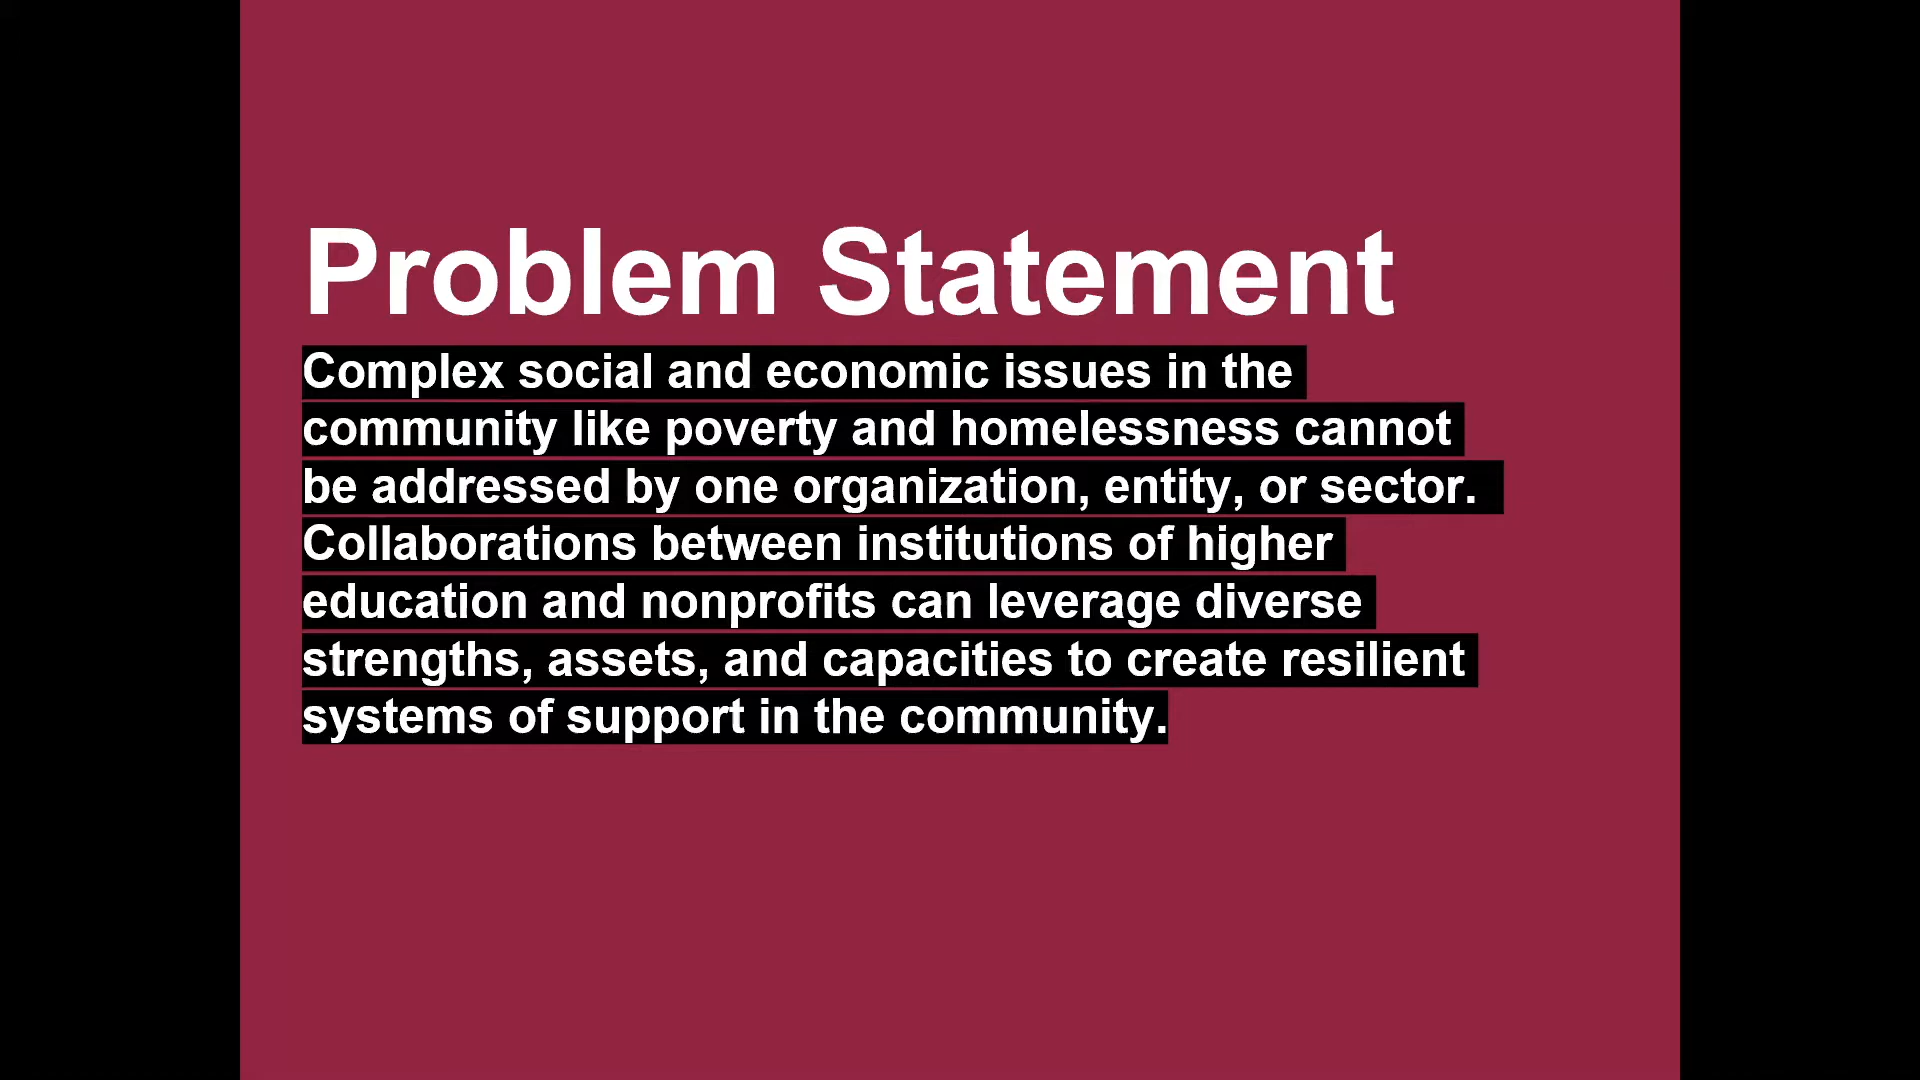 Problem Statement
Complex social and economic issues in the
community like poverty and homelessness cannot
be addressed by one organization, entity, or sector.
Collaborations between institutions of higher
education and nonprofits can leverage diverse
strengths, assets, and capacities to create resilient
systems of support in the community.